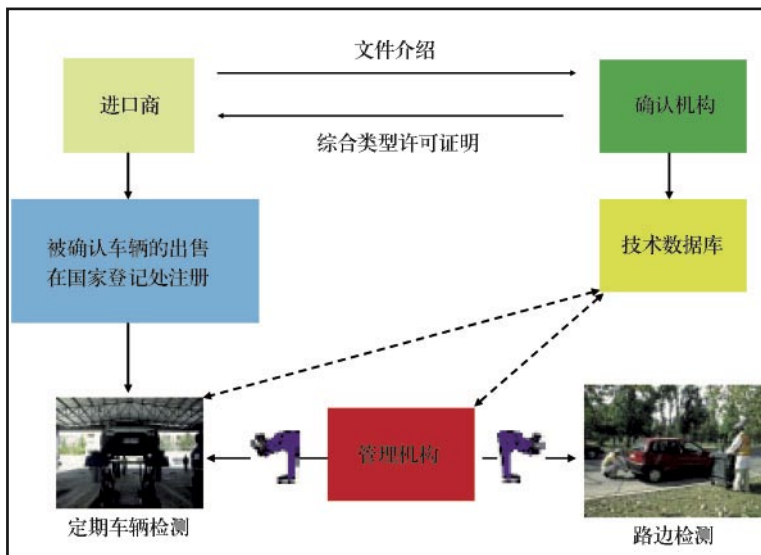 文件介绍
进口商
确认机构
综合类型许可证明
被确认车辆的出售
在国家登记处注册
技术数据库
管理机构
定期车辆检测
路边检测